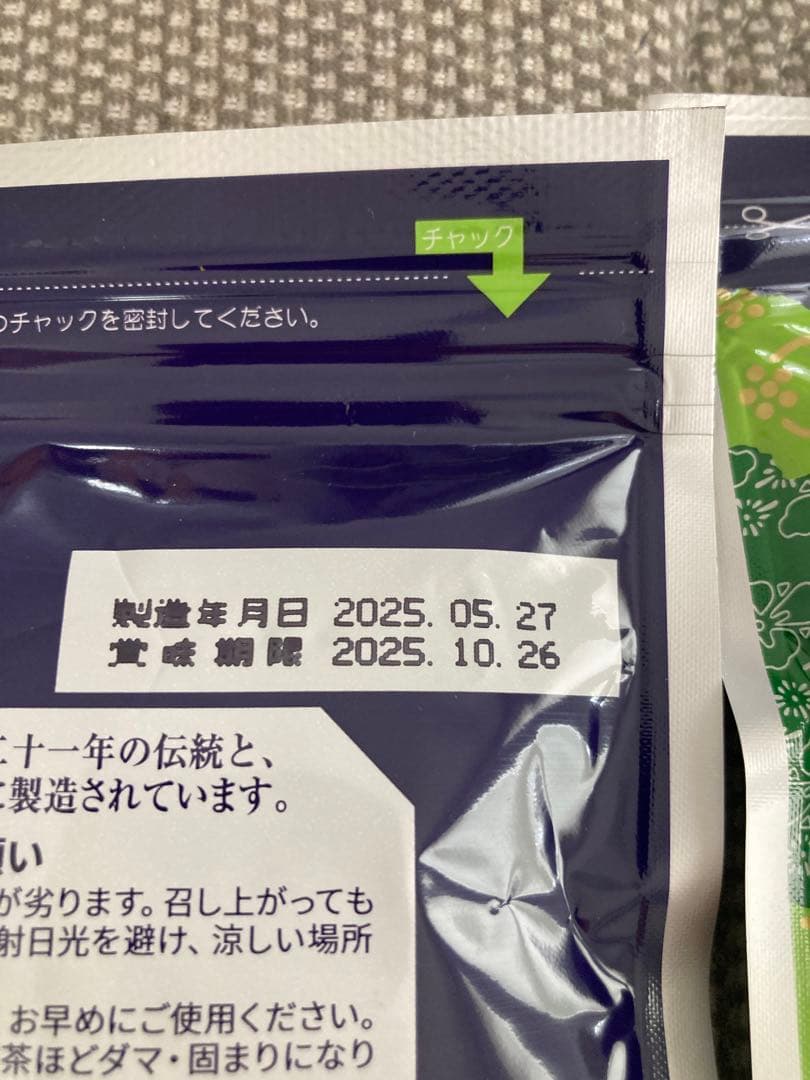 チャック
のチャックを密封してください。
製造年月日 2025. 05. 27
賞味期限 2025. 10. 26
二十一年の伝統と、
に製造されています。
願い
が劣ります。召し上がっても
射日光を避け、涼しい場所
お早めにご使用ください。
茶ほどダマ・固まりになり